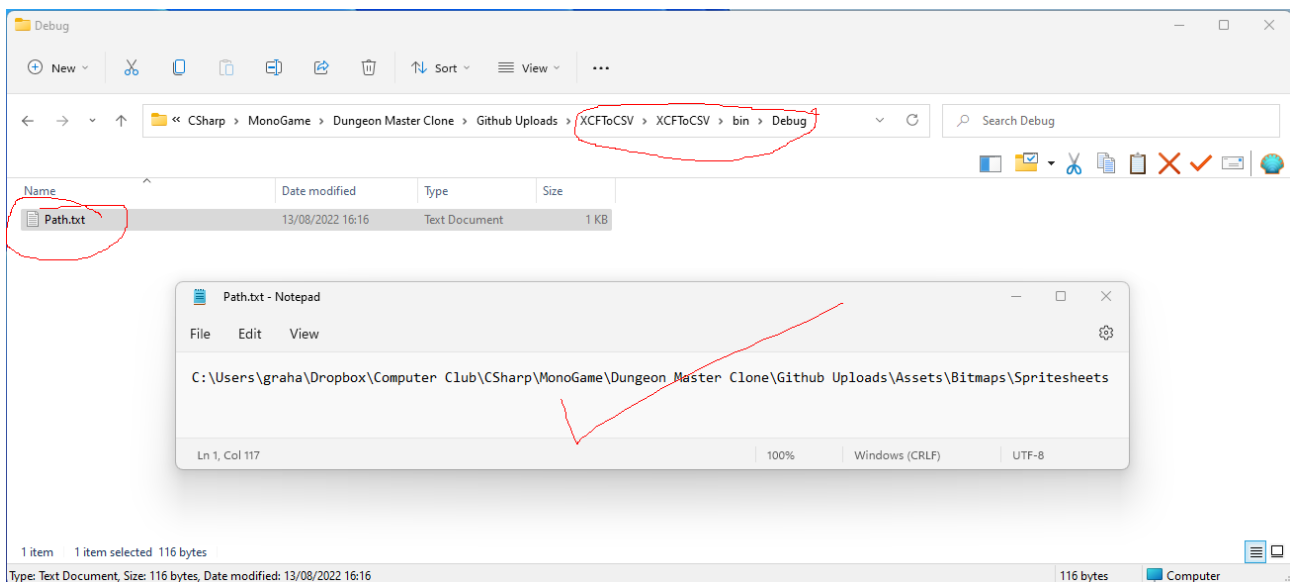 Debug
New Sort View ...
« CSharp > MonoGame > Dungeon Master Clone > Github Uploads > XCFToCSV > XCFToCSV > bin > Debug Search Debug
Name Date modified Type Size
Path.txt 13/08/2022 16:16 Text Document 1 KB
Path.txt - Notepad
File Edit View
C:\Users\graha\Dropbox\Computer Club\CSharp\MonoGame\Dungeon Master Clone\Github Uploads\Assets\Bitmaps\Spritesheets
Ln 1, Col 117 100% Windows (CRLF) UTF-8
1 item 1 item selected 116 bytes
Type: Text Document, Size: 116 bytes, Date modified: 13/08/2022 16:16 116 bytes Computer